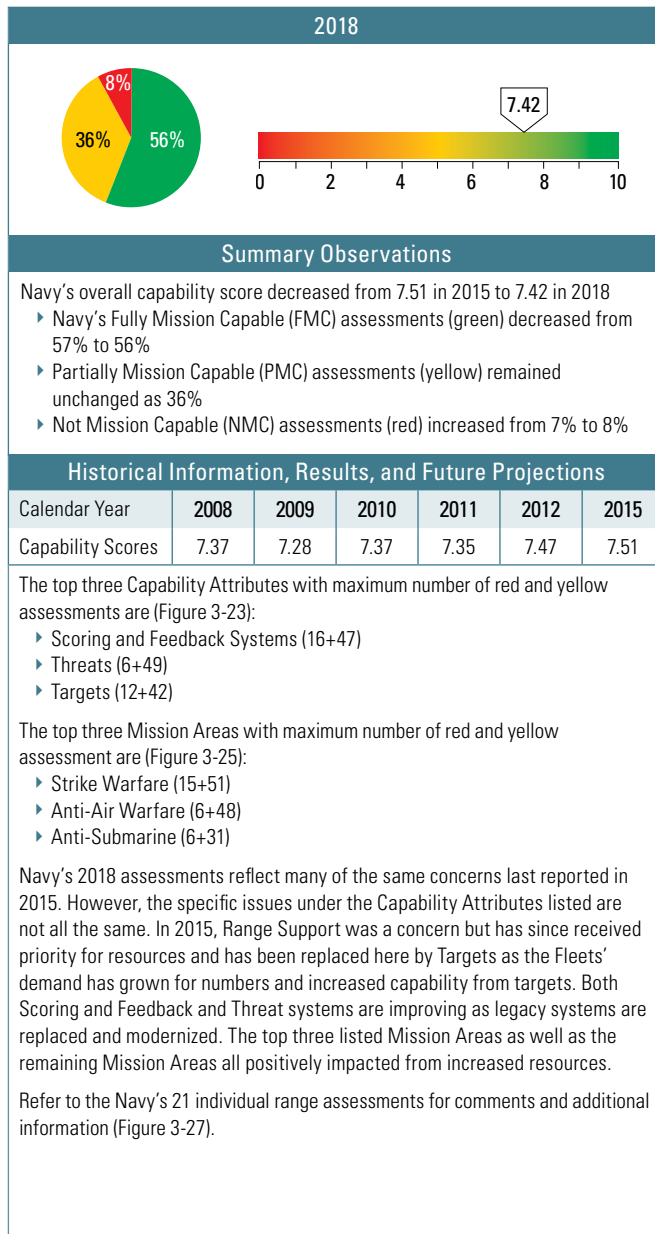 2018
8%
36%
56%
7.42
0 2 4 6 8 10
Summary Observations
Navy's overall capability score decreased from 7.51 in 2015 to 7.42 in 2018
Navy's Fully Mission Capable (FMC) assessments (green) decreased from
57% to 56%
Partially Mission Capable (PMC) assessments (yellow) remained
unchanged as 36%
Not Mission Capable (NMC) assessments (red) increased from 7% to 8%
Historical Information, Results, and Future Projections
Calendar Year 2008 2009 2010 2011 2012 2015
Capability Scores 7.37 7.28 7.37 7.35 7.47 7.51
The top three Capability Attributes with maximum number of red and yellow
assessments are (Figure 3-23):
Scoring and Feedback Systems (16+47)
Threats (6+49)
Targets (12+42)
The top three Mission Areas with maximum number of red and yellow
assessment are (Figure 3-25):
Strike Warfare (15+51)
Anti-Air Warfare (6+48)
Anti-Submarine (6+31)
Navy's 2018 assessments reflect many of the same concerns last reported in
2015. However, the specific issues under the Capability Attributes listed are
not all the same. In 2015, Range Support was a concern but has since received
priority for resources and has been replaced here by Targets as the Fleets'
demand has grown for numbers and increased capability from targets. Both
Scoring and Feedback and Threat systems are improving as legacy systems are
replaced and modernized. The top three listed Mission Areas as well as the
remaining Mission Areas all positively impacted from increased resources.
Refer to the Navy's 21 individual range assessments for comments and additional
information (Figure 3-27).